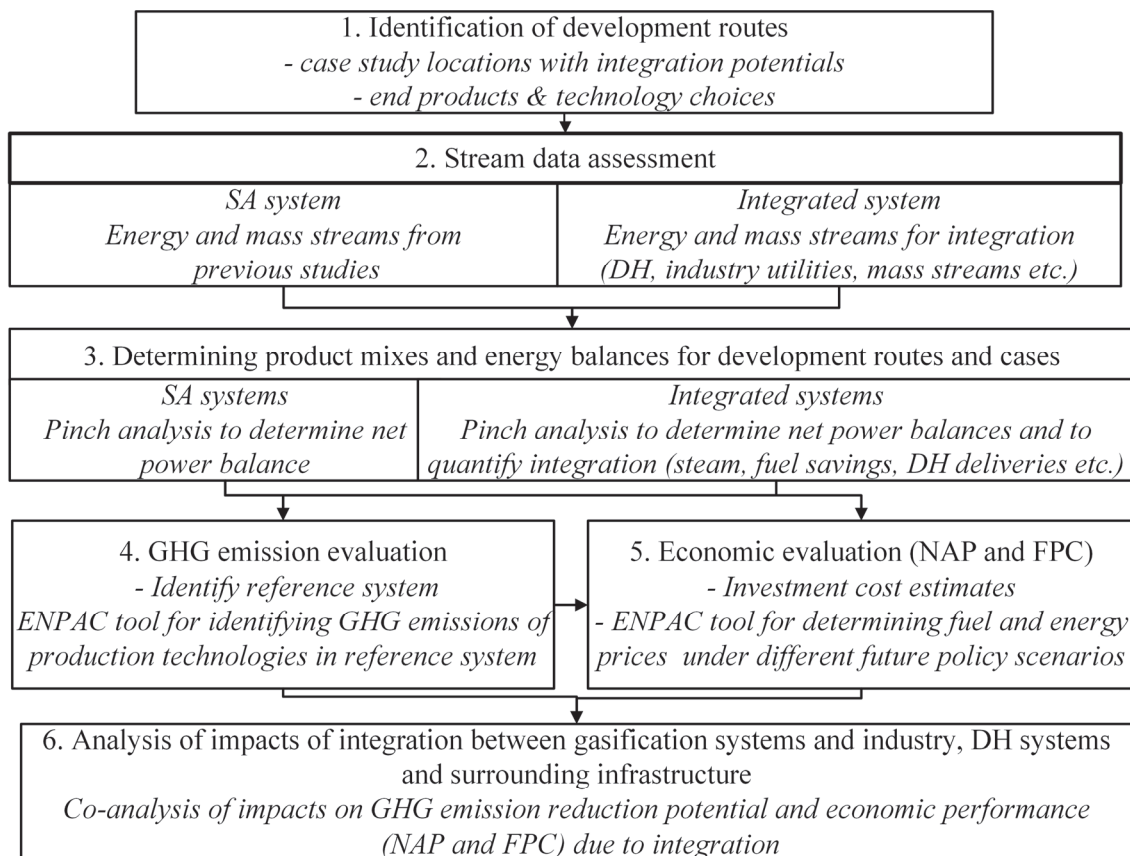 1. Identification of development routes
- case study locations with integration potentials
- end products & technology choices
2. Stream data assessment
SA system
Energy and mass streams from
previous studies
Integrated system
Energy and mass streams for integration
(DH, industry utilities, mass streams etc.)
3. Determining product mixes and energy balances for development routes and cases
SA systems
Pinch analysis to determine net
power balance
Integrated systems
Pinch analysis to determine net power balances and to
quantify integration (steam, fuel savings, DH deliveries etc.)
4. GHG emission evaluation
- Identify reference system
ENPAC tool for identifying GHG emissions of
production technologies in reference system
5. Economic evaluation (NAP and FPC)
- Investment cost estimates
- ENPAC tool for determining fuel and energy
prices under different future policy scenarios
6. Analysis of impacts of integration between gasification systems and industry, DH systems
and surrounding infrastructure
Co-analysis of impacts on GHG emission reduction potential and economic performance
(NAP and FPC) due to integration